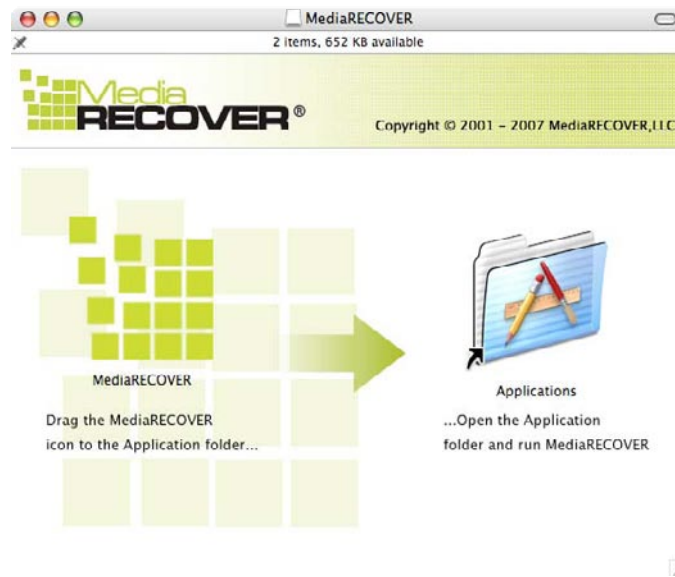 MediaRECOVER
2 items, 652 KB available
Media
RECOVER®
Copyright © 2001 – 2007 MediaRECOVER,LLC
MediaRECOVER
Applications
Drag the MediaRECOVER
icon to the Application folder...
...Open the Application
folder and run MediaRECOVER